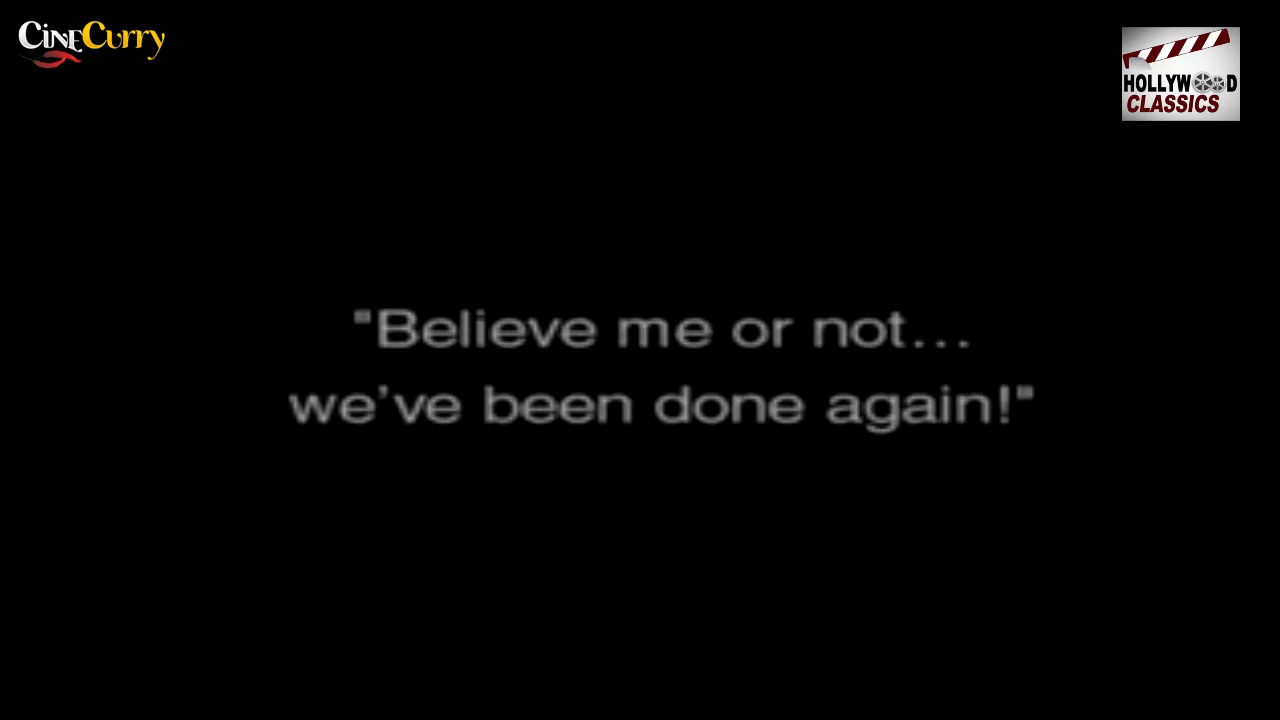 CineCurry
HOLLYWOOD
CLASSICS
"Believe me or not...
we've been done again!"